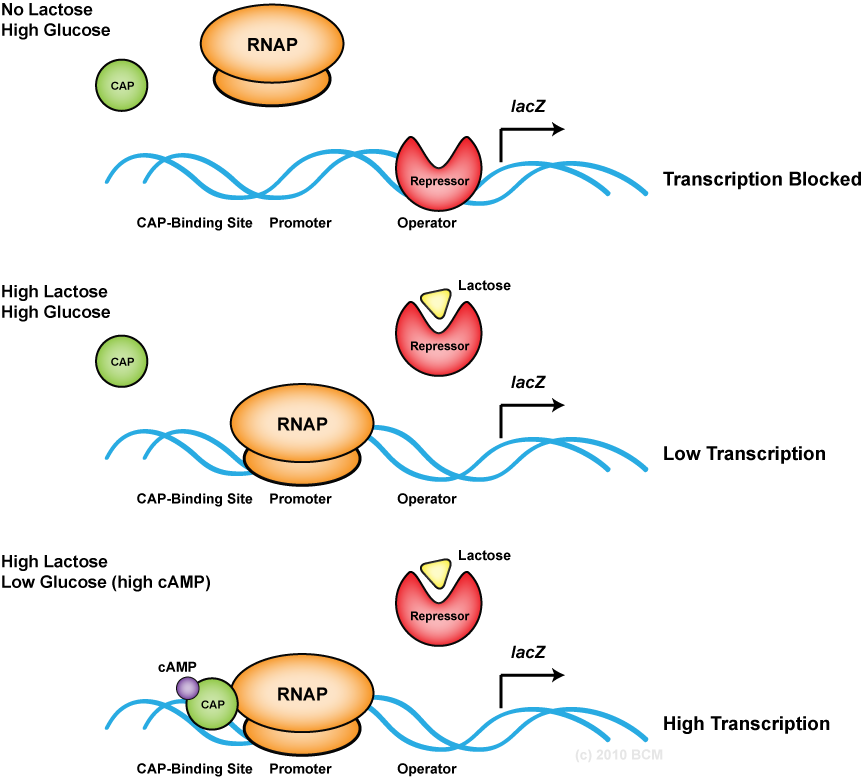 No Lactose
High Glucose
RNAP
CAP
lacZ
Repressor
Transcription Blocked
CAP-Binding Site Promoter Operator
High Lactose
High Glucose
Lactose
Repressor
CAP
lacZ
RNAP
Low Transcription
CAP-Binding Site Promoter Operator
High Lactose
Low Glucose (high cAMP)
Lactose
Repressor
lacZ
cAMP
CAP
RNAP
High Transcription
(c) 2010 BCM
CAP-Binding Site Promoter Operator